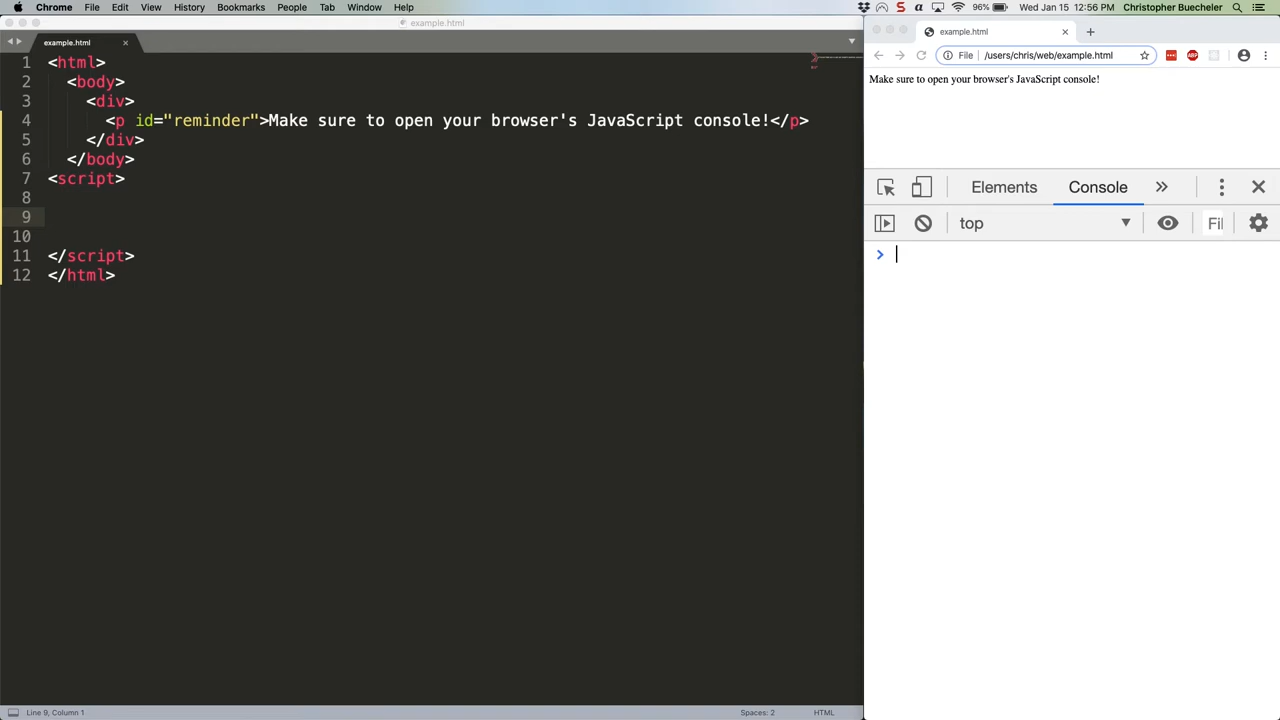 Chrome File Edit View History Bookmarks People Tab Window Help 96% Wed Jan 15 12:56 PM Christopher Buecheler
example.html
example.html
1 <html>
2 <body>
3 <div>
4 <p id="reminder">Make sure to open your browser's JavaScript console!</p>
5 </div>
6 </body>
7 <script>
8
9
10
11 </script>
12 </html>
Line 9, Column 1 Spaces: 2 HTML
example.html
File /users/chris/web/example.html ABP
Make sure to open your browser's JavaScript console!
Elements Console
top Fil